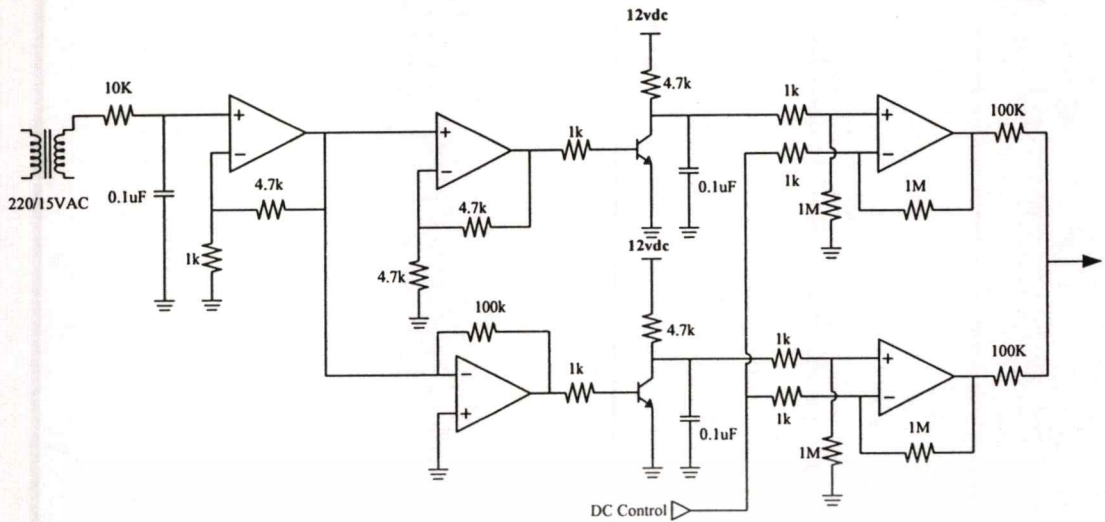 12vdc
4.7k
10K
1k
100K
1k
1k
0.1uF
4.7k
0.1uF
1M
1M
220/15VAC
4.7k
1k
4.7k
12vdc
100k
4.7k
1k
100K
1k
1k
0.1uF
1M
1M
DC Control